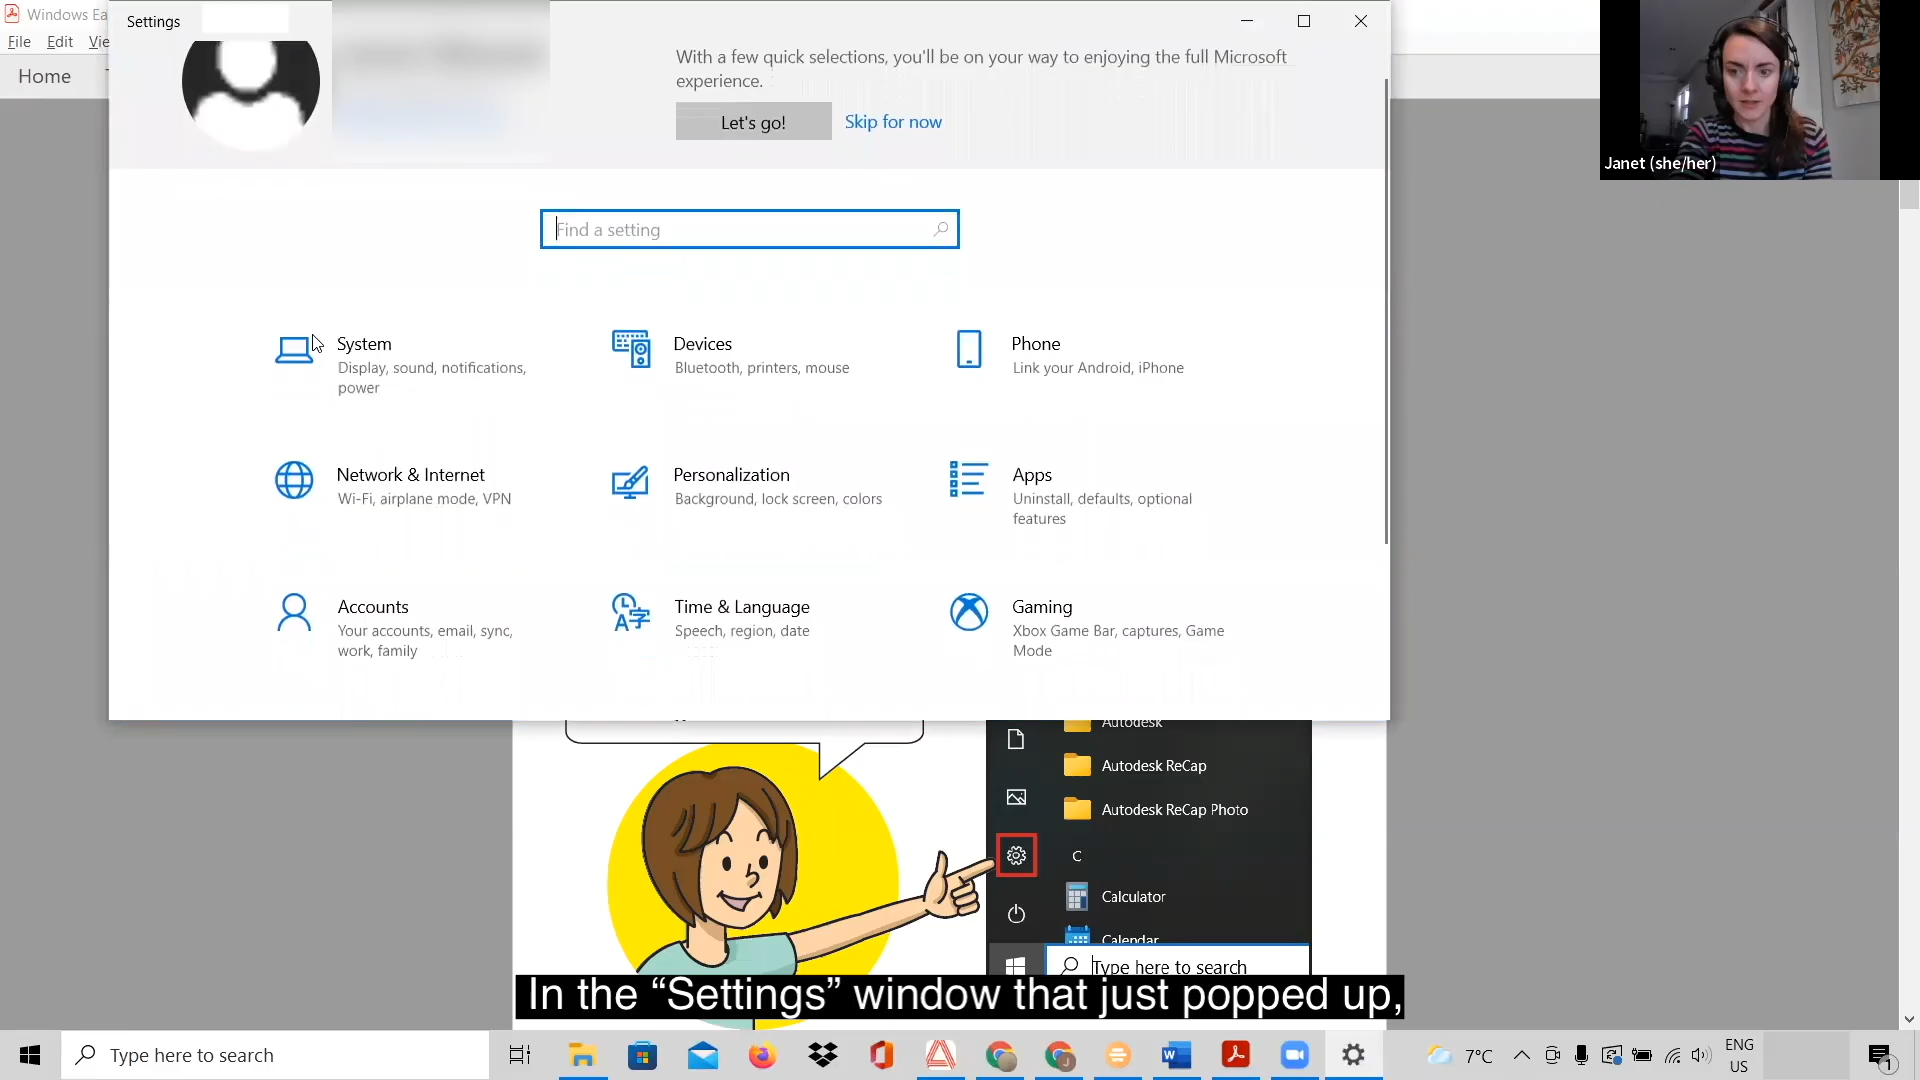 Windows Ea
Settings
File Edit Vie
Home
With a few quick selections, you'll be on your way to enjoying the full Microsoft
experience.
Let's go! Skip for now
Janet (she/her)
Find a setting
System
Display, sound, notifications,
power
Devices
Bluetooth, printers, mouse
Phone
Link your Android, iPhone
Network & Internet
Wi-Fi, airplane mode, VPN
Personalization
Background, lock screen, colors
Apps
Uninstall, defaults, optional
features
Accounts
Your accounts, email, sync,
work, family
Time & Language
Speech, region, date
Gaming
Xbox Game Bar, captures, Game
Mode
Autodesk
Autodesk ReCap
Autodesk ReCap Photo
C
Calculator
Calendar
Type here to search
In the “Settings” window that just popped up,
Type here to search
7°C
ENG
US
1